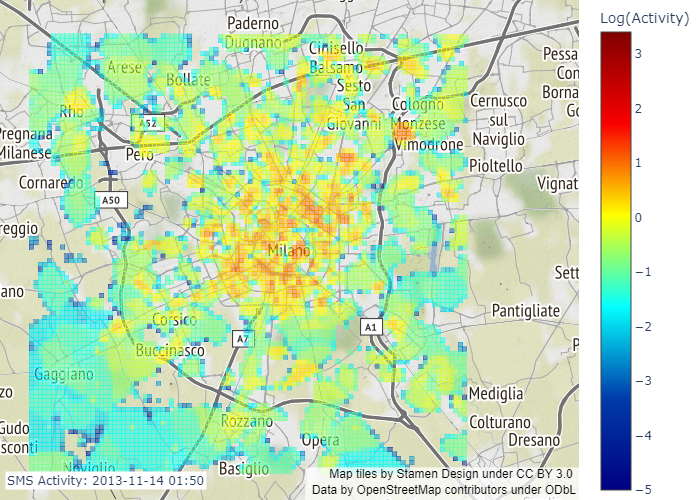 Log(Activity)
Paderno
Dugnano
Cinisello
Balsamo
Arese
Bollate
Sesto
San
Giovanni
Cologno
Monzese
Cernusco
sul
Naviglio
Pessa
Con
Borna
Rho
A52
Pregnana
Milanese
Pero
Vimodrone
Pioltello
Cornaredo
A50
Vignat
reggio
Milano
Sett
ano
Corsico
A7
A1
Pantigliate
P
Buccinasco
Gaggiano
zo
Mediglia
Rozzano
Colturano
Gudo
sconti
Opera
Dresano
Noviglio
Basiglio
SMS Activity: 2013-11-14 01:50
Map tiles by Stamen Design under CC BY 3.0
Data by OpenStreetMap contributors under ODbL
3
2
1
0
−1
−2
−3
−4
−5